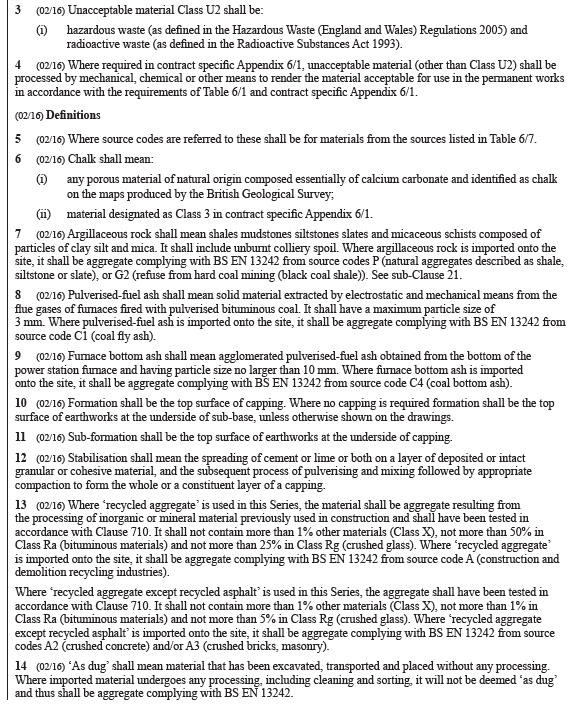 3 (02/16) Unacceptable material Class U2 shall be:
(i) hazardous waste (as defined in the Hazardous Waste (England and Wales) Regulations 2005) and
radioactive waste (as defined in the Radioactive Substances Act 1993).
4 (02/16) Where required in contract specific Appendix 6/1, unacceptable material (other than Class U2) shall be
processed by mechanical, chemical or other means to render the material acceptable for use in the permanent works
in accordance with the requirements of Table 6/1 and contract specific Appendix 6/1.
(02/16) Definitions
5 (02/16) Where source codes are referred to these shall be for materials from the sources listed in Table 6/7.
6 (02/16) Chalk shall mean:
(i) any porous material of natural origin composed essentially of calcium carbonate and identified as chalk
on the maps produced by the British Geological Survey;
(ii) material designated as Class 3 in contract specific Appendix 6/1.
7 (02/16) Argillaceous rock shall mean shales mudstones siltstones slates and micaceous schists composed of
particles of clay silt and mica. It shall include unburnt colliery spoil. Where argillaceous rock is imported onto the
site, it shall be aggregate complying with BS EN 13242 from source codes P (natural aggregates described as shale,
siltstone or slate), or G2 (refuse from hard coal mining (black coal shale)). See sub-Clause 21.
8 (02/16) Pulverised-fuel ash shall mean solid material extracted by electrostatic and mechanical means from the
flue gases of furnaces fired with pulverised bituminous coal. It shall have a maximum particle size of
3 mm. Where pulverised-fuel ash is imported onto the site, it shall be aggregate complying with BS EN 13242 from
source code C1 (coal fly ash).
9 (02/16) Furnace bottom ash shall mean agglomerated pulverised-fuel ash obtained from the bottom of the
power station furnace and having particle size no larger than 10 mm. Where furnace bottom ash is imported
onto the site, it shall be aggregate complying with BS EN 13242 from source code C4 (coal bottom ash).
10 (02/16) Formation shall be the top surface of capping. Where no capping is required formation shall be the top
surface of earthworks at the underside of sub-base, unless otherwise shown on the drawings.
11 (02/16) Sub-formation shall be the top surface of earthworks at the underside of capping.
12 (02/16) Stabilisation shall mean the spreading of cement or lime or both on a layer of deposited or intact
granular or cohesive material, and the subsequent process of pulverising and mixing followed by appropriate
compaction to form the whole or a constituent layer of a capping.
13 (02/16) Where ‘recycled aggregate’ is used in this Series, the material shall be aggregate resulting from
the processing of inorganic or mineral material previously used in construction and shall have been tested in
accordance with Clause 710. It shall not contain more than 1% other materials (Class X), not more than 50% in
Class Ra (bituminous materials) and not more than 25% in Class Rg (crushed glass). Where ‘recycled aggregate’
is imported onto the site, it shall be aggregate complying with BS EN 13242 from source code A (construction and
demolition recycling industries).
Where ‘recycled aggregate except recycled asphalt’ is used in this Series, the aggregate shall have been tested in
accordance with Clause 710. It shall not contain more than 1% other materials (Class X), not more than 1% in
Class Ra (bituminous materials) and not more than 5% in Class Rg (crushed glass). Where ‘recycled aggregate
except recycled asphalt’ is imported onto the site, it shall be aggregate complying with BS EN 13242 from source
codes A2 (crushed concrete) and/or A3 (crushed bricks, masonry).
14 (02/16) ‘As dug’ shall mean material that has been excavated, transported and placed without any processing.
Where imported material undergoes any processing, including cleaning and sorting, it will not be deemed ‘as dug’
and thus shall be aggregate complying with BS EN 13242.